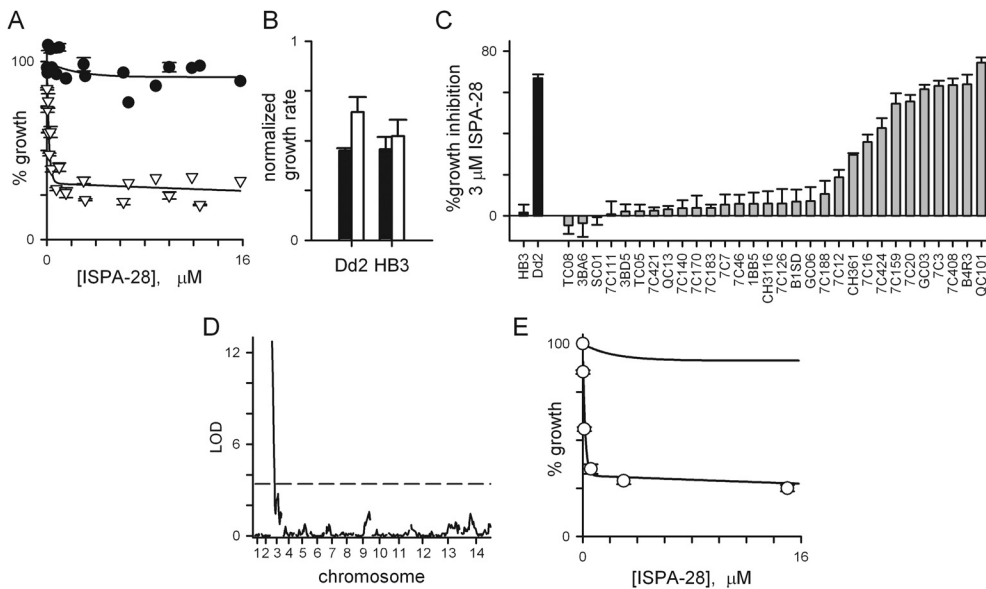 A
% growth
100
0
0
16
[ISPA-28], μM
B
normalized
growth rate
1
0
Dd2 HB3
C
%growth inhibition
3 μM ISPA-28
80
0
HB3
Dd2
TC08
3BA6
SC01
7C111
3BD5
TC05
7C421
QC13
7C140
7C170
7C183
7C7
7C46
1BB5
CH3116
7C126
B1SD
GC06
7C188
7C12
CH361
7C16
7C424
7C159
7C20
GC03
7C3
7C408
B4R3
QC101
D
LOD
12
6
0
12 3 4 5 6 7 8 9 10 11 12 13 14
chromosome
E
% growth
100
0
0
16
[ISPA-28], μM